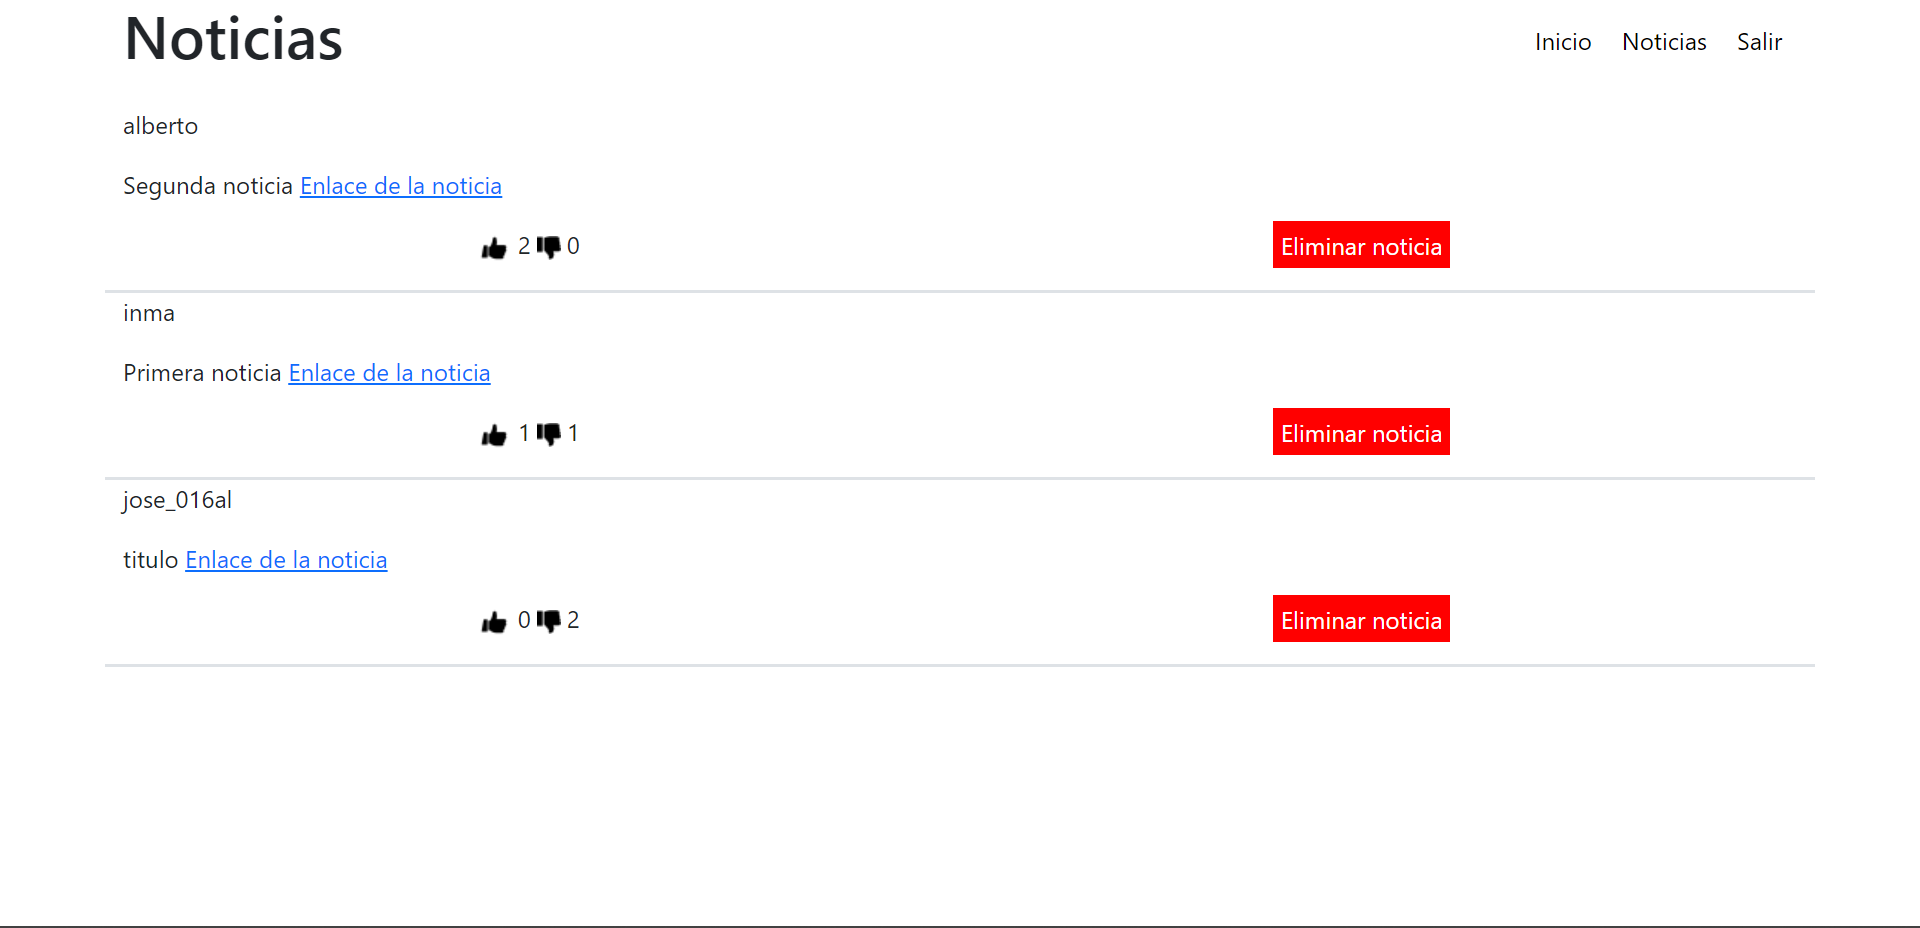 Noticias
Inicio Noticias Salir
alberto
Segunda noticia Enlace de la noticia
2 0
Eliminar noticia
inma
Primera noticia Enlace de la noticia
1 1
Eliminar noticia
jose_016al
titulo Enlace de la noticia
0 2
Eliminar noticia